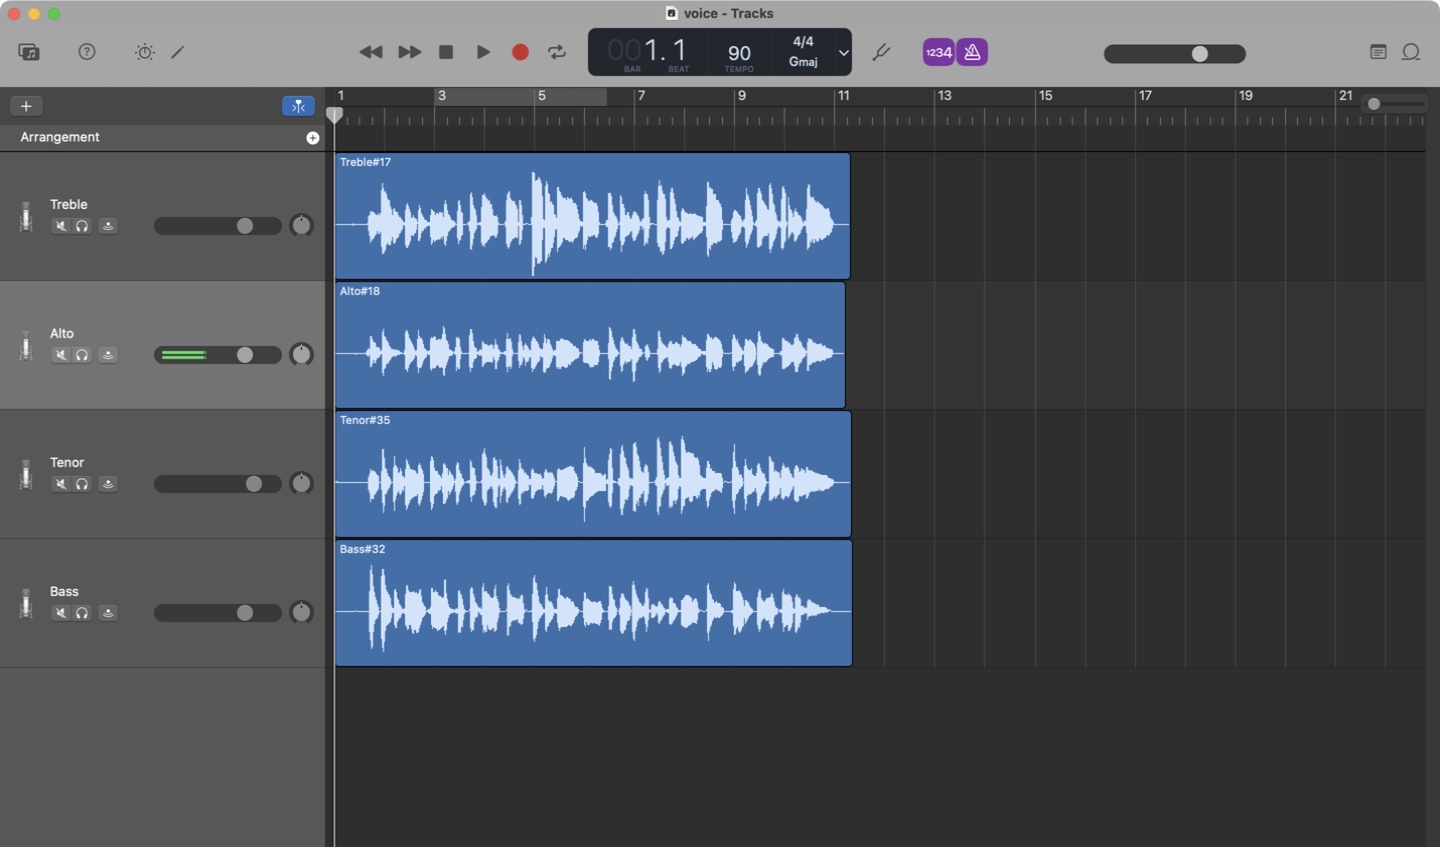 voice - Tracks
001.1
90
4/4
Gmaj
BAR
BEAT
TEMPO
1234
1 3 5 7 9 11 13 15 17 19 21
Arrangement
Treble
Treble#17
Alto
Alto#18
Tenor
Tenor#35
Bass
Bass#32